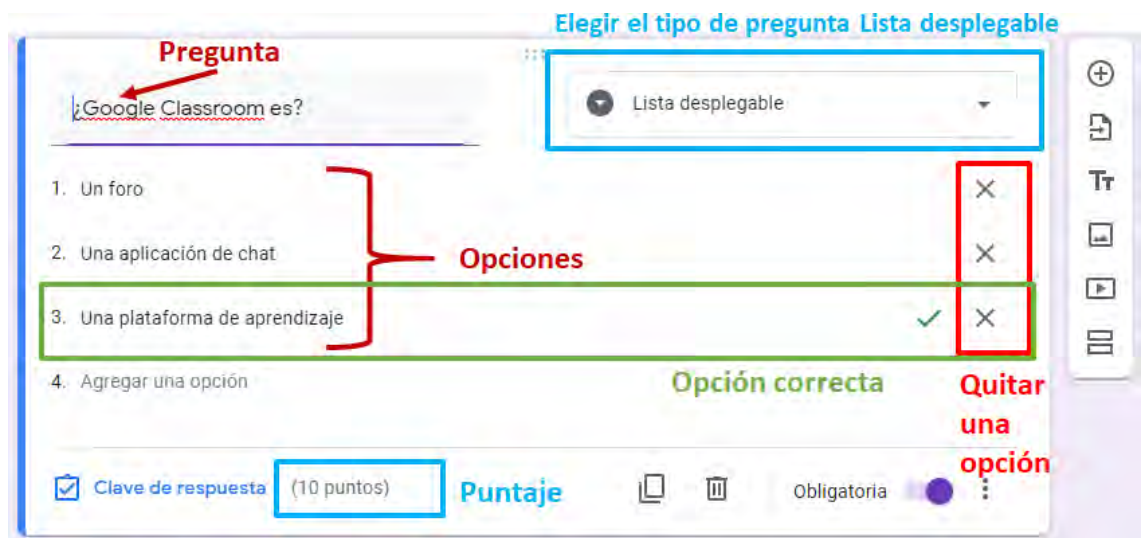 Elegir el tipo de pregunta Lista desplegable
Pregunta
¿Google Classroom es?
Lista desplegable
1. Un foro
2. Una aplicación de chat
Opciones
3. Una plataforma de aprendizaje
4. Agregar una opción
Opción correcta
Quitar
una
opción
Clave de respuesta (10 puntos)
Puntaje
Obligatoria
Tт